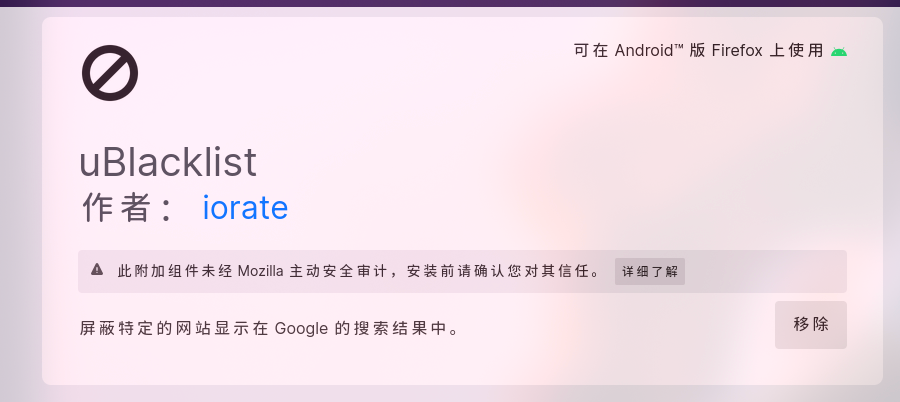 可在 Android™ 版 Firefox 上使用
uBlacklist
作者： iorate
此附加组件未经 Mozilla 主动安全审计，安装前请确认您对其信任。 详细了解
屏蔽特定的网站显示在 Google 的搜索结果中。
移除